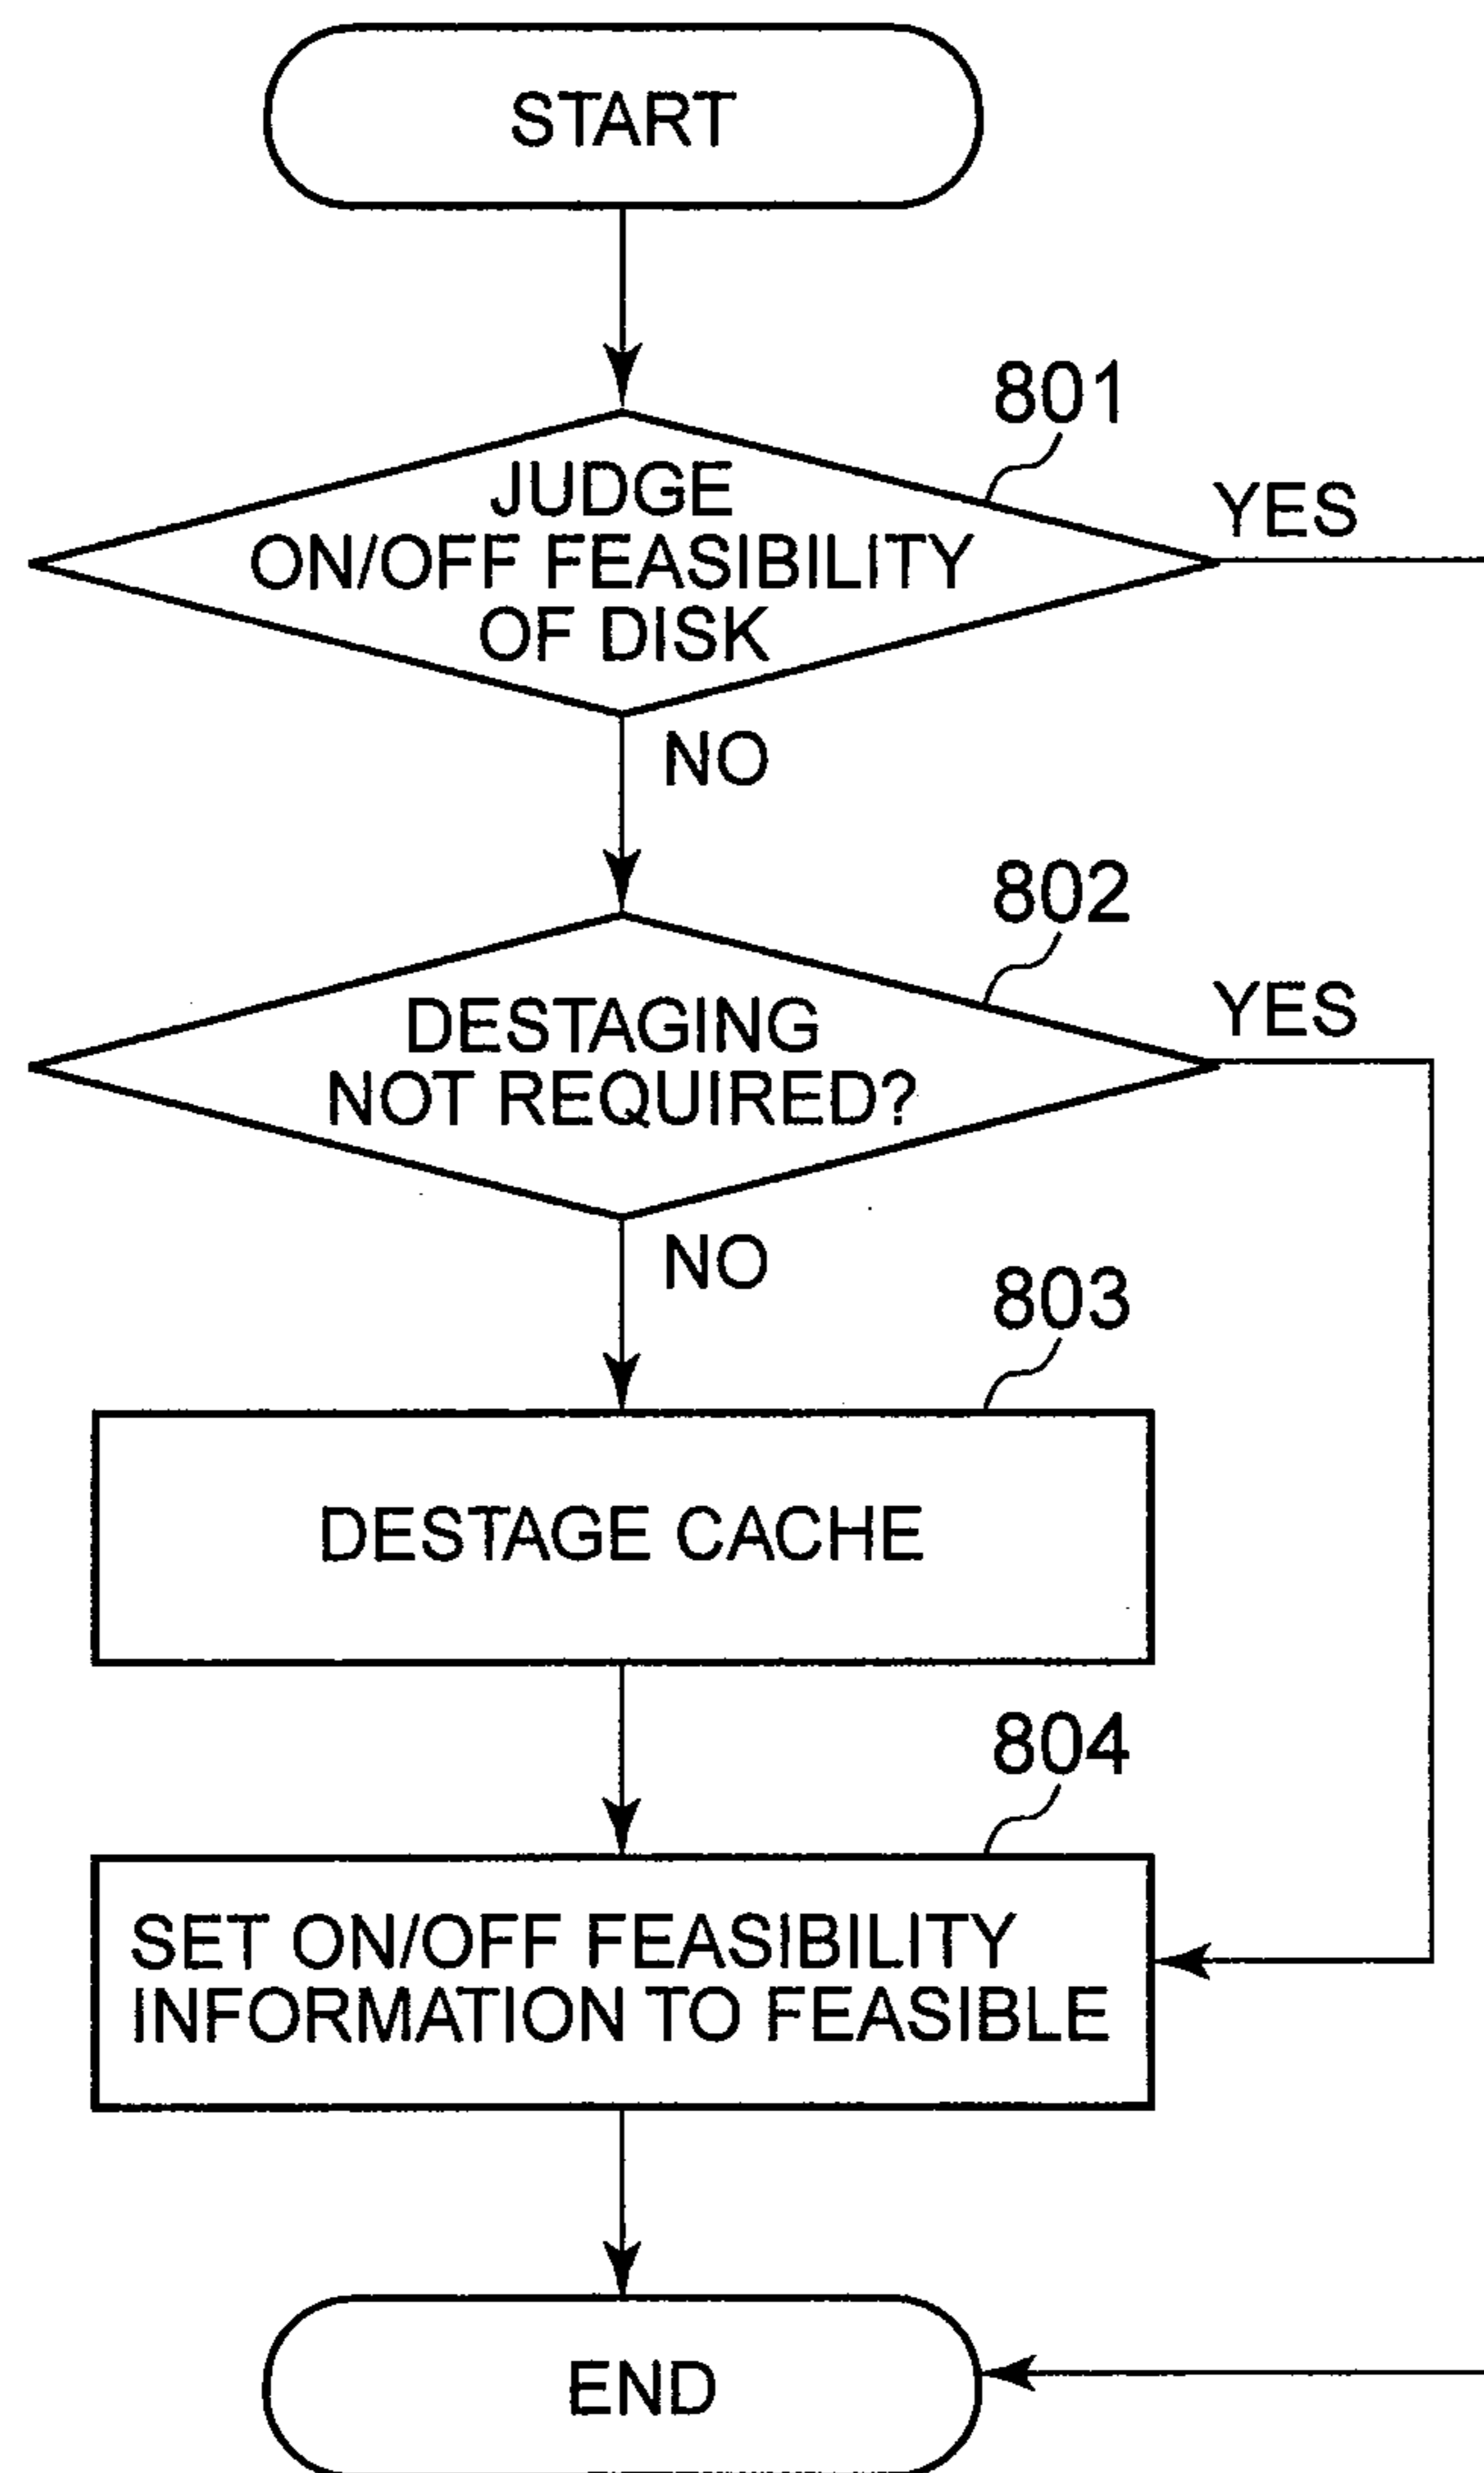 START
801
JUDGE
YES
ON/OFF FEASIBILITY
OF DISK
NO
802
DESTAGING
YES
NOT REQUIRED?
NO
803
DESTAGE CACHE
804
SET ON/OFF FEASIBILITY
INFORMATION TO FEASIBLE
END